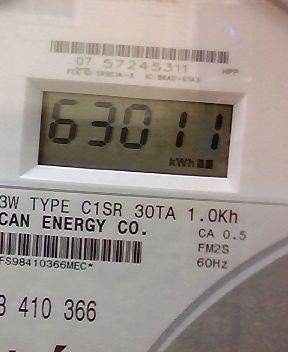 07 57245311
63011
kWh
3W TYPE C1SR 30TA 1.0Kh
CAN ENERGY CO.
CA 0.5
FM2S
60Hz
FS98410366MEC*
3 410 366